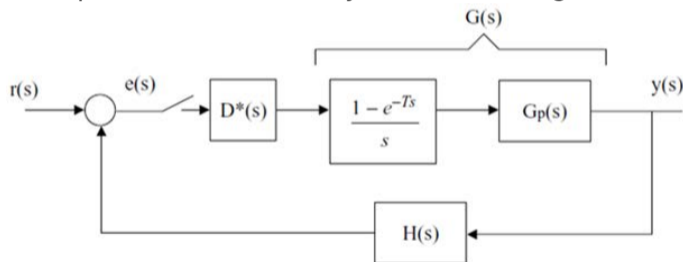 G(s)
r(s)
e(s)
D*(s)
1 – e^{–Ts}
s
Gp(s)
y(s)
H(s)